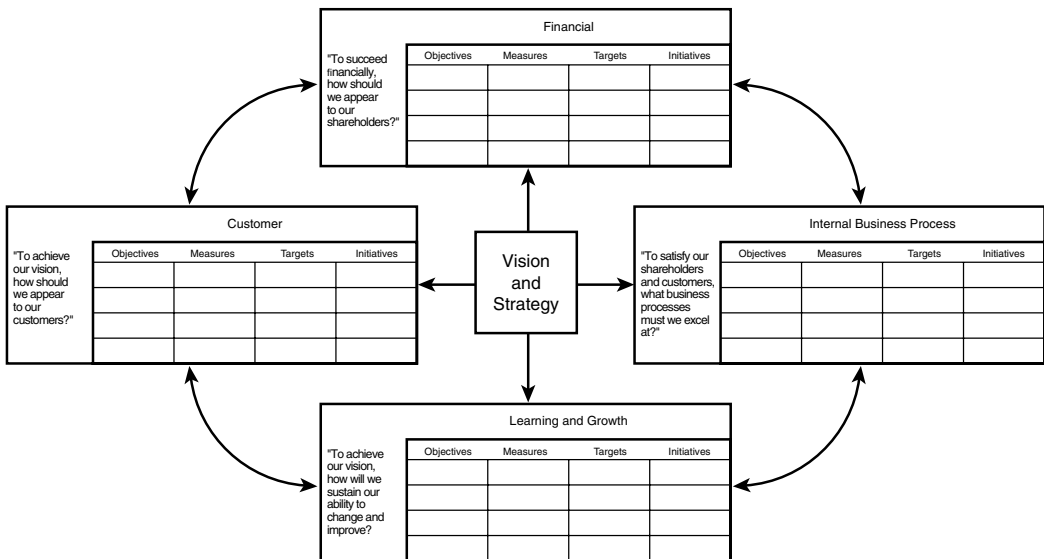 Financial
"To succeed
financially,
how should
we appear
to our
shareholders?"
Objectives Measures Targets Initiatives
Customer
"To achieve
our vision,
how should
we appear
to our
customers?"
Objectives Measures Targets Initiatives
Vision
and
Strategy
Internal Business Process
"To satisfy our
shareholders
and customers,
what business
processes
must we excel
at?"
Objectives Measures Targets Initiatives
Learning and Growth
"To achieve
our vision,
how will we
sustain our
ability to
change and
improve?
Objectives Measures Targets Initiatives